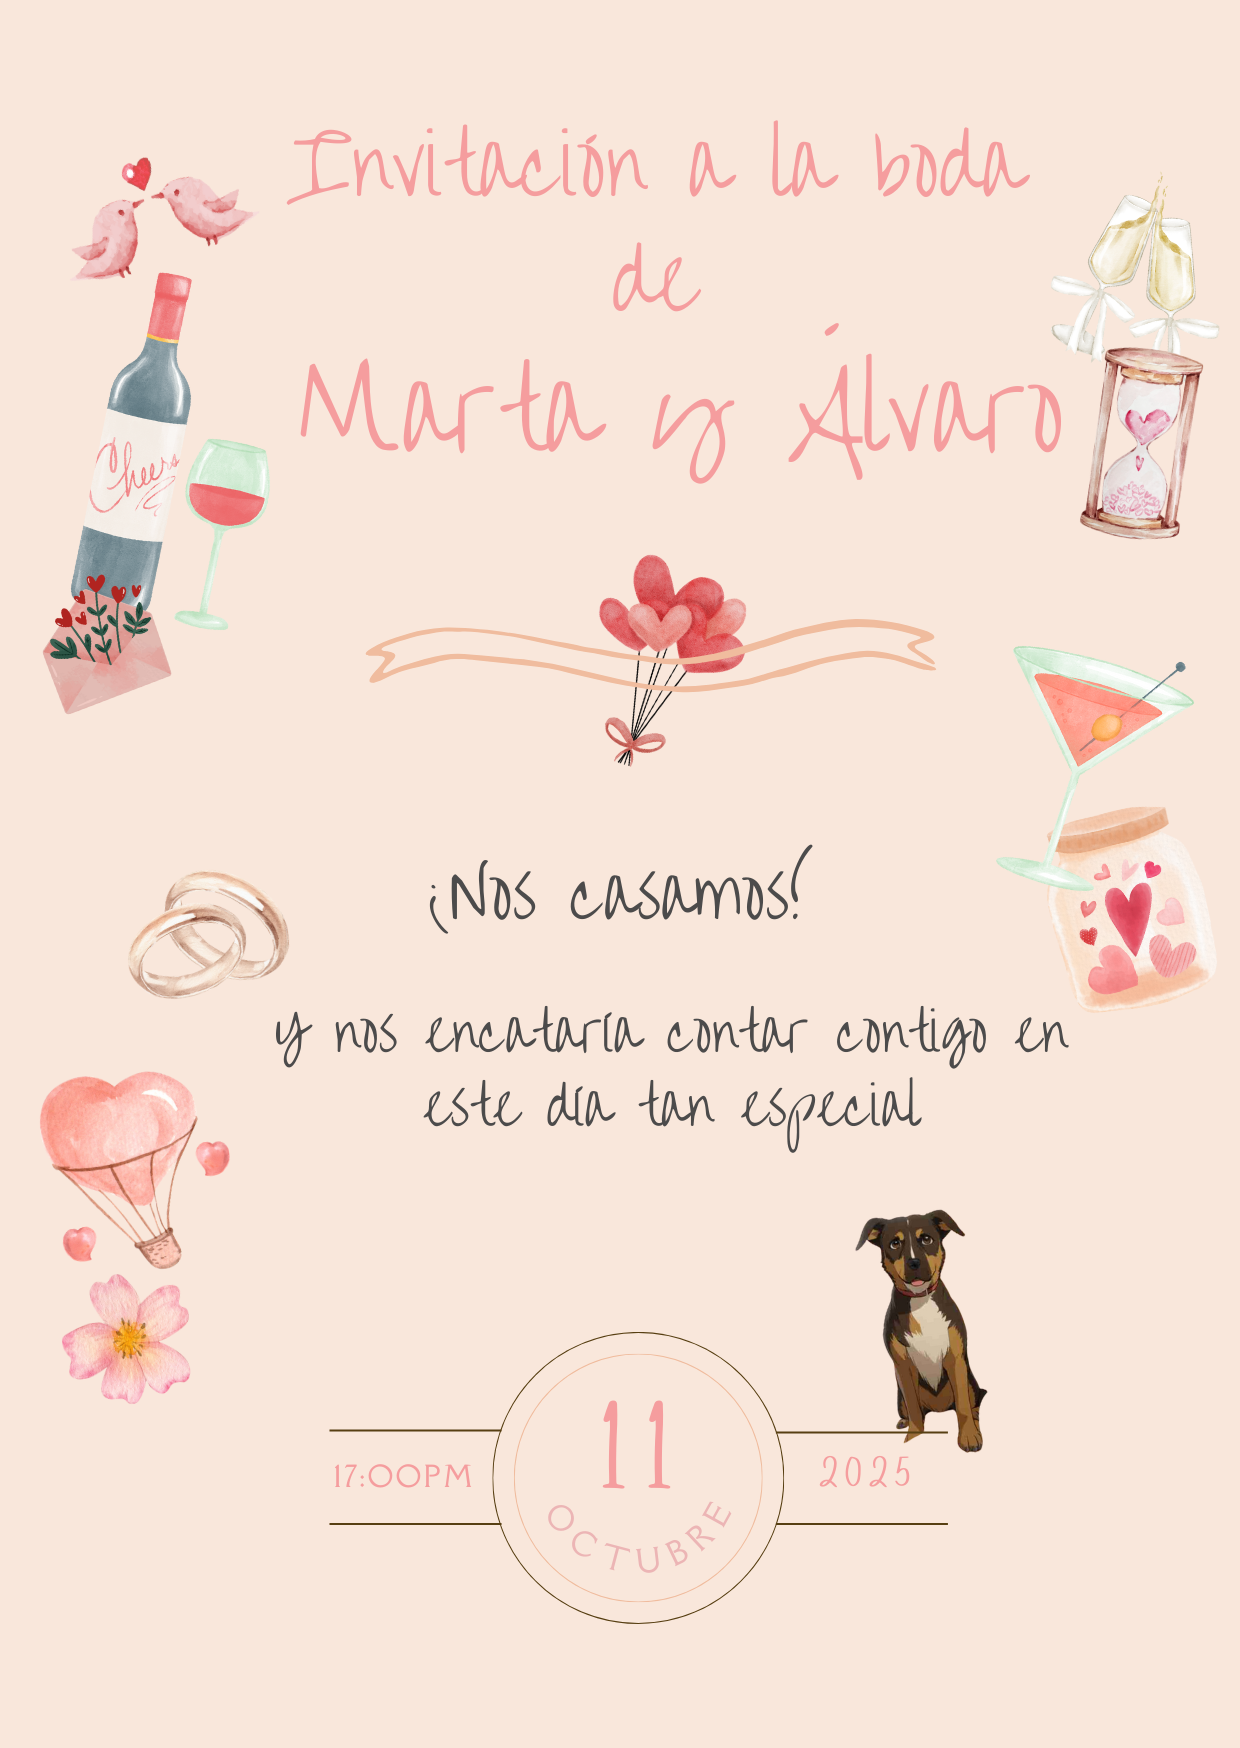 Invitación a la boda
de
Marta y Álvaro
Cheers
¡Nos casamos!
y nos encataría contar contigo en
este día tan especial
17:00PM
11
OCTUBRE
2025